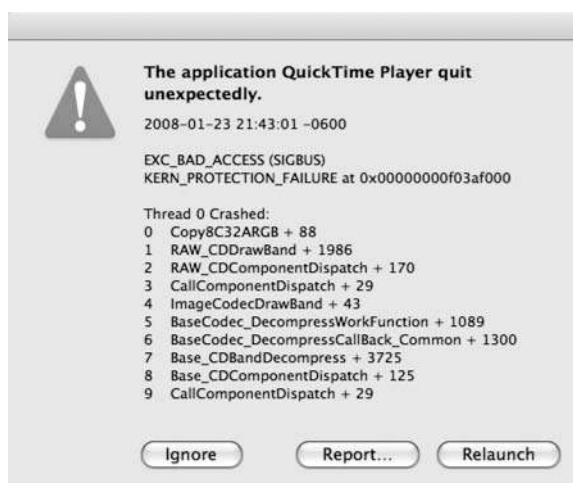 The application QuickTime Player quit
unexpectedly.
2008-01-23 21:43:01 -0600
EXC_BAD_ACCESS (SIGBUS)
KERN_PROTECTION_FAILURE at 0x00000000f03af000
Thread 0 Crashed:
0 Copy8C32ARGB + 88
1 RAW_CDDrawBand + 1986
2 RAW_CDComponentDispatch + 170
3 CallComponentDispatch + 29
4 ImageCodecDrawBand + 43
5 BaseCodec_DecompressWorkFunction + 1089
6 BaseCodec_DecompressCallBack_Common + 1300
7 Base_CDBandDecompress + 3725
8 Base_CDComponentDispatch + 125
9 CallComponentDispatch + 29
Ignore Report... Relaunch